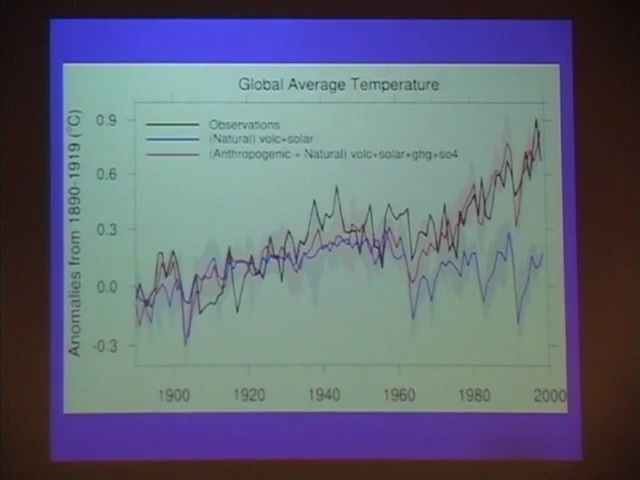 Global Average Temperature
Anomalies from 1890-1919 (°C)
0.9
0.6
0.3
0.0
-0.3
Observations
(Natural) volc+solar
(Anthropogenic + Natural) volc+solar+ghg+so4
1900 1920 1940 1960 1980 2000